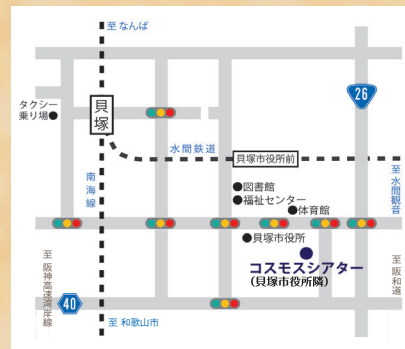 至 なんば
26
タクシー
乗り場
貝塚
水間鉄道
貝塚市役所前
至 水間観音
南海線
図書館
福祉センター
体育館
貝塚市役所
コスモスシアター
(貝塚市役所隣)
至 阪神高速湾岸線
至 阪和道
40
至 和歌山市